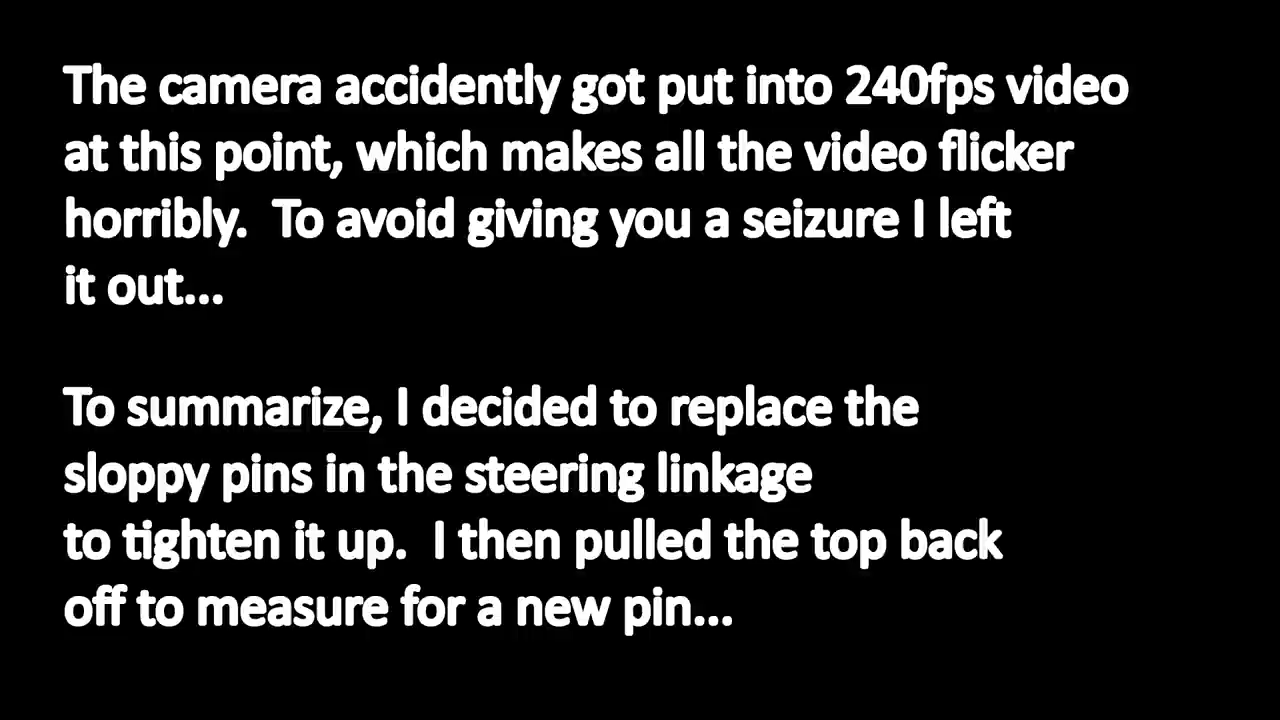 The camera accidently got put into 240fps video
at this point, which makes all the video flicker
horribly.  To avoid giving you a seizure I left
it out...
To summarize, I decided to replace the
sloppy pins in the steering linkage
to tighten it up.  I then pulled the top back
off to measure for a new pin...